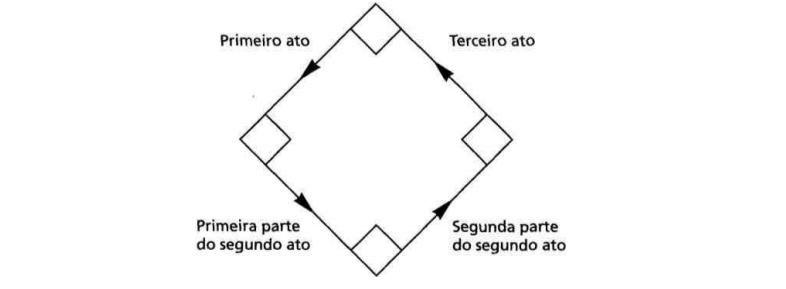 Primeiro ato
Terceiro ato
Primeira parte
do segundo ato
Segunda parte
do segundo ato